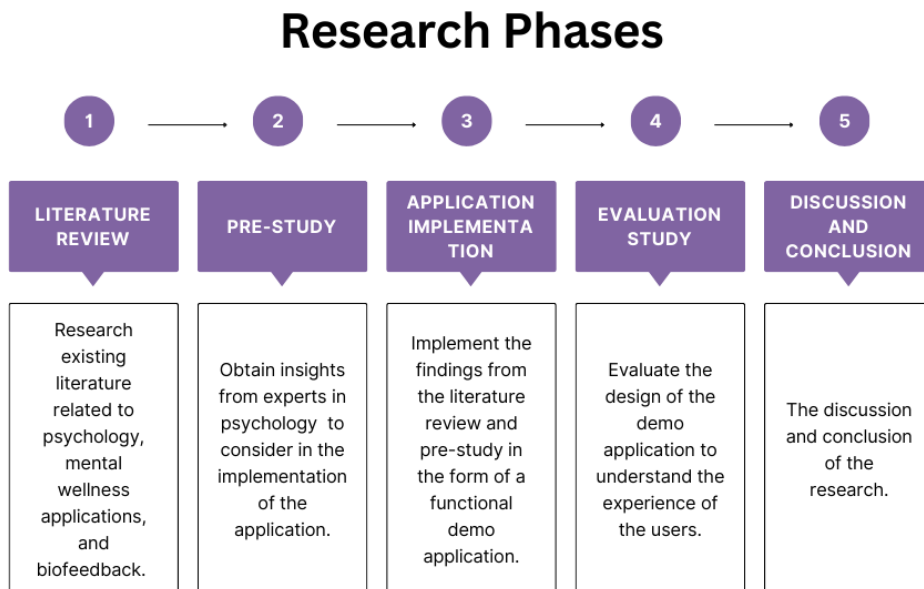 Research Phases
1
2
3
4
5
LITERATURE
REVIEW
PRE-STUDY
APPLICATION
IMPLEMENTA
TION
EVALUATION
STUDY
DISCUSSION
AND
CONCLUSION
Research
existing
literature
related to
psychology,
mental
wellness
applications,
and
biofeedback.
Obtain insights
from experts in
psychology  to
consider in the
implementation
of the
application.
Implement the
findings from
the literature
review and
pre-study in
the form of a
functional
demo
application.
Evaluate the
design of the
demo
application to
understand the
experience of
the users.
The discussion
and conclusion
of the
research.